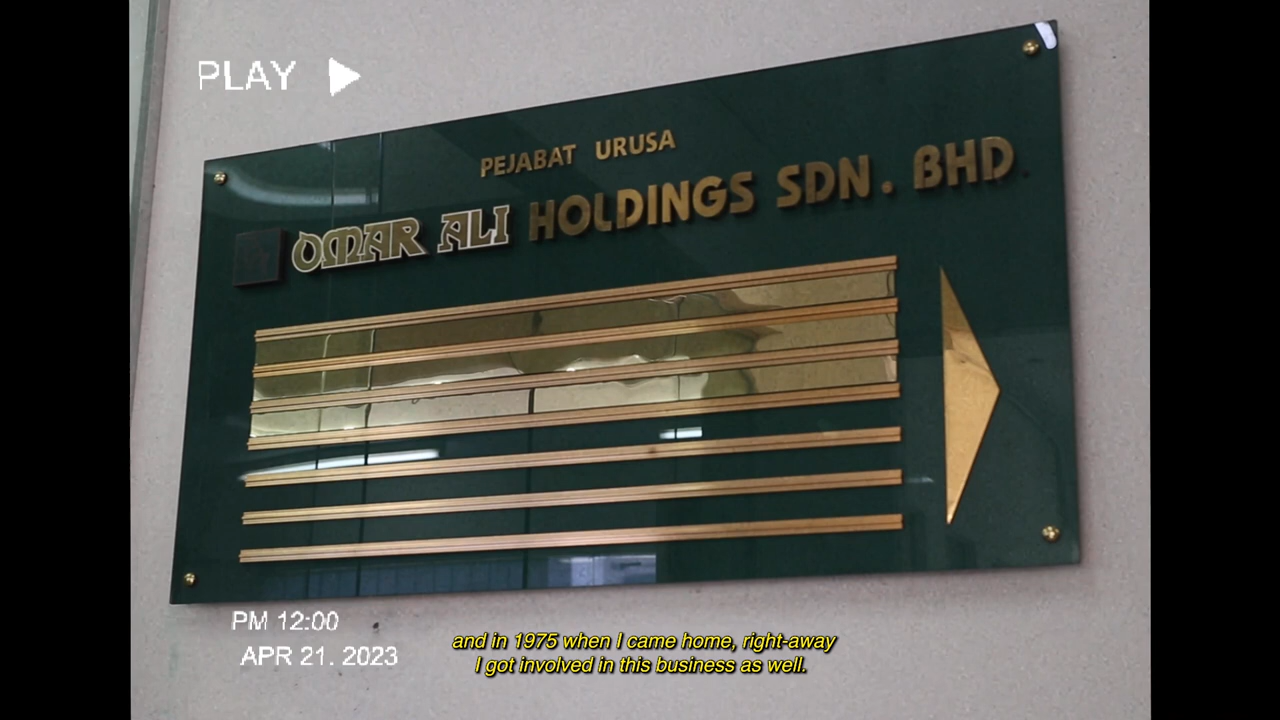 PLAY
PEJABAT URUSA
OMAR ALI HOLDINGS SDN. BHD.
PM 12:00
APR 21. 2023
and in 1975 when I came home, right-away
I got involved in this business as well.